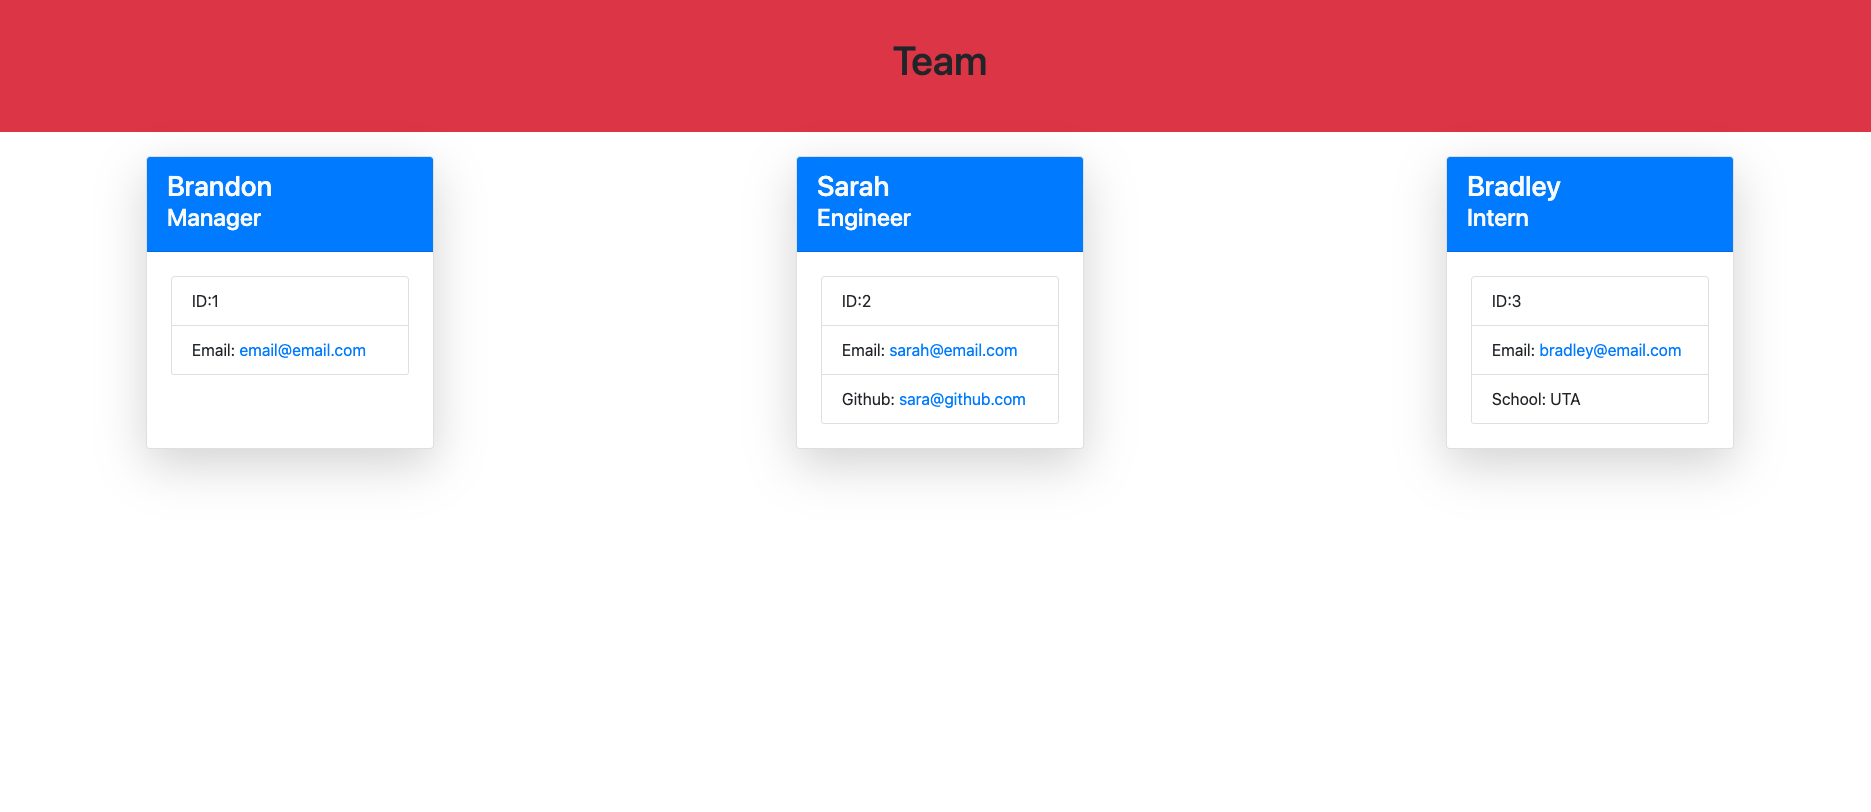 Team
Brandon
Manager
ID:1
Email: email@email.com
Sarah
Engineer
ID:2
Email: sarah@email.com
Github: sara@github.com
Bradley
Intern
ID:3
Email: bradley@email.com
School: UTA